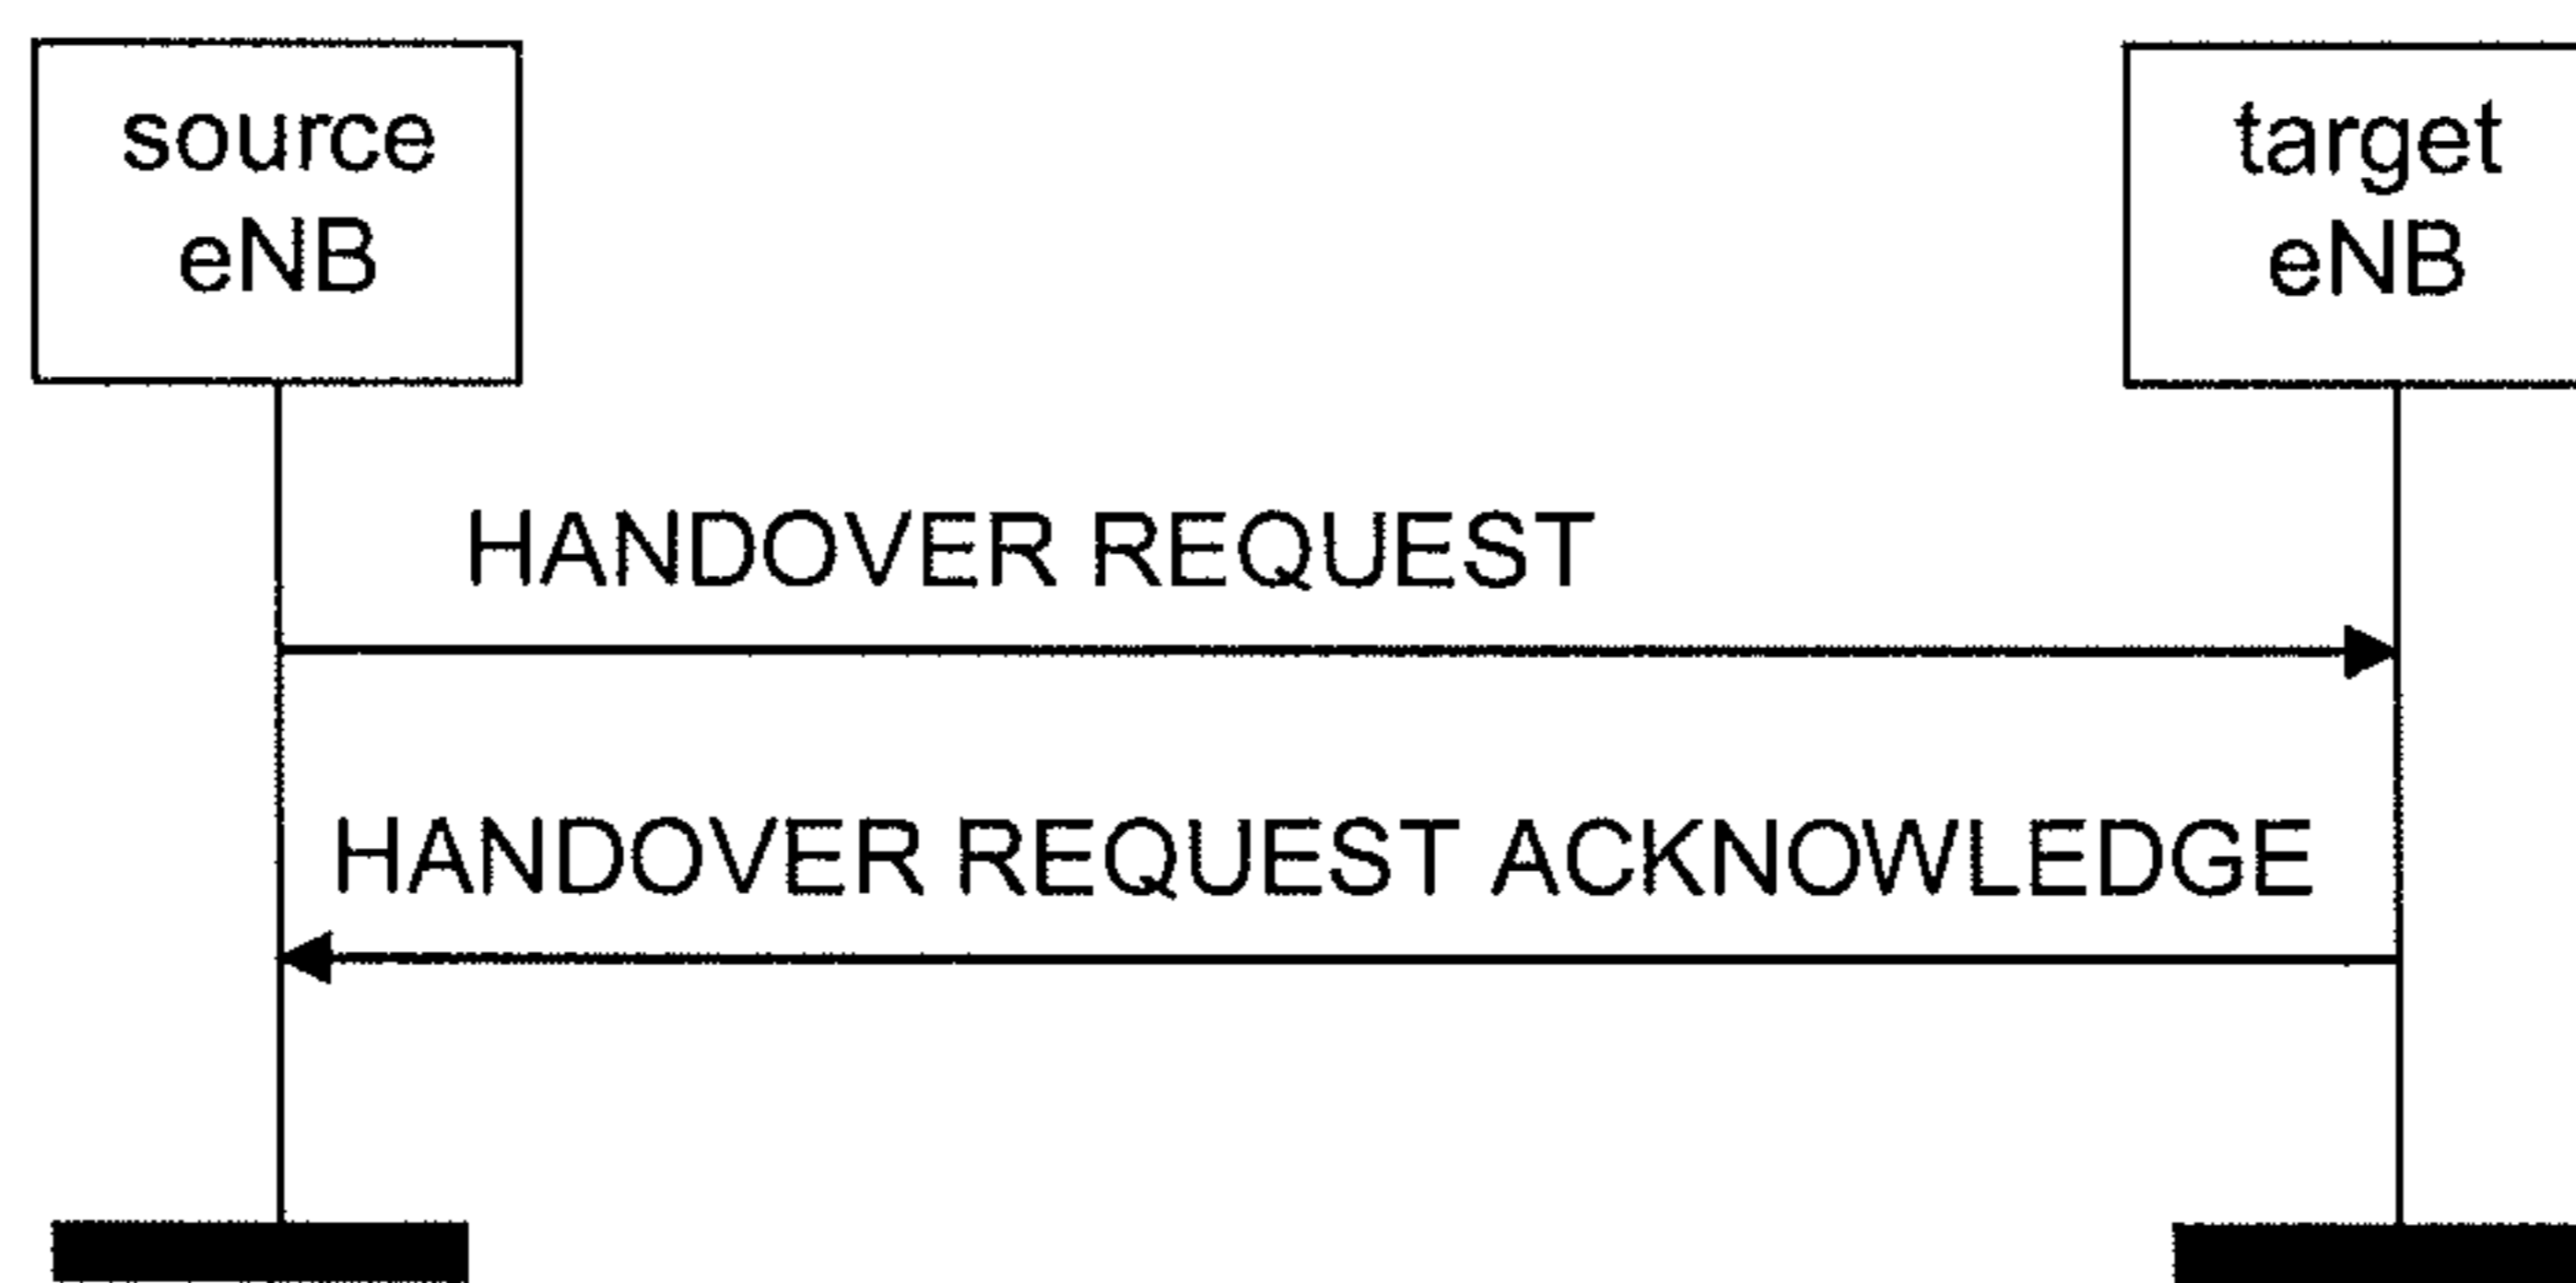 source
eNB
target
eNB
HANDOVER REQUEST
HANDOVER REQUEST ACKNOWLEDGE